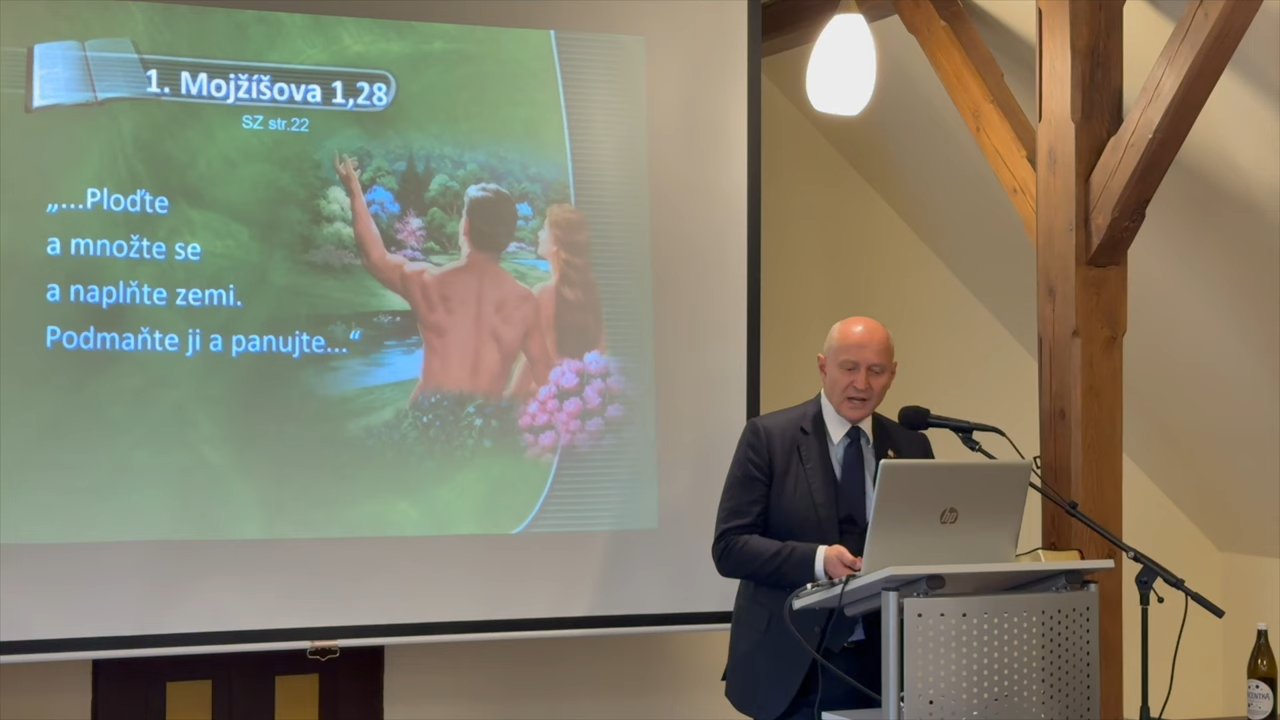 1. Mojžíšova 1,28
SZ str.22
„...Ploďte
a množte se
a naplňte zemi.
Podmaňte ji a panujte...“
hp